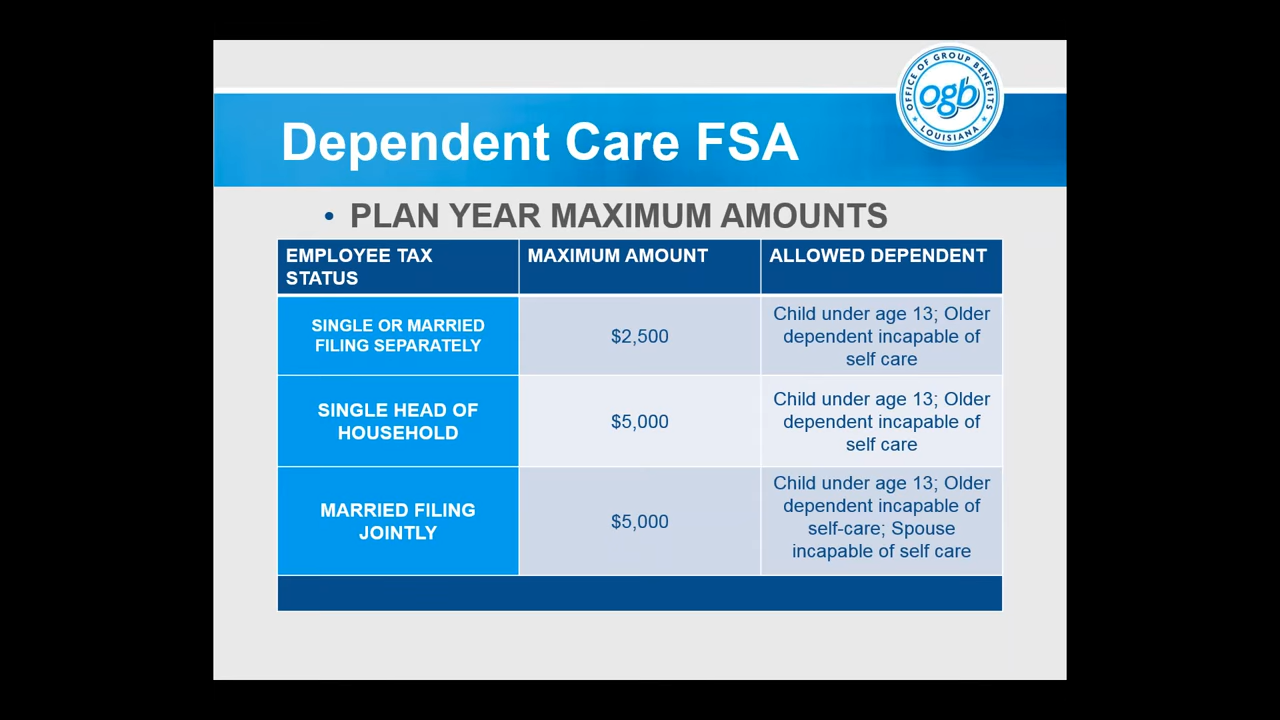 OFFICE OF GROUP BENEFITS
ogb
LOUISIANA
Dependent Care FSA
• PLAN YEAR MAXIMUM AMOUNTS
EMPLOYEE TAX
STATUS
MAXIMUM AMOUNT
ALLOWED DEPENDENT
SINGLE OR MARRIED
FILING SEPARATELY
$2,500
Child under age 13; Older
dependent incapable of
self care
SINGLE HEAD OF
HOUSEHOLD
$5,000
Child under age 13; Older
dependent incapable of
self care
MARRIED FILING
JOINTLY
$5,000
Child under age 13; Older
dependent incapable of
self-care; Spouse
incapable of self care